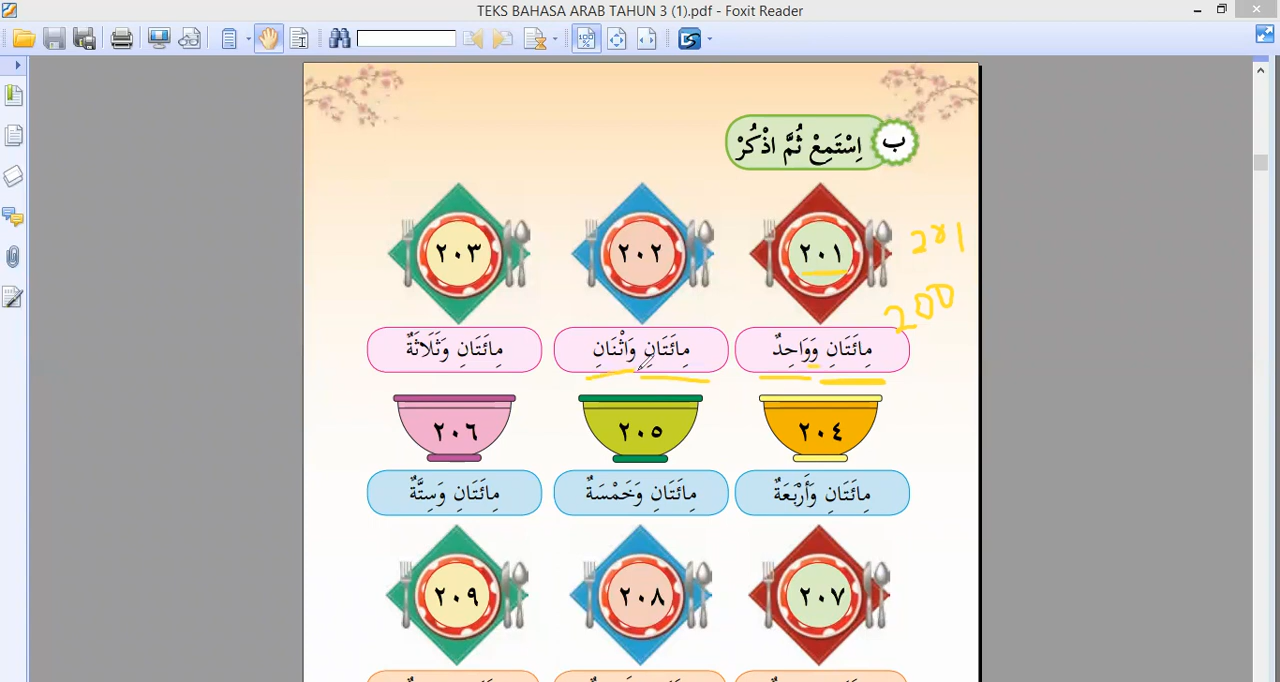 TEKS BAHASA ARAB TAHUN 3 (1).pdf - Foxit Reader
ب اِسْتَمِعْ ثُمَّ اذْكُرْ
٢٠١ ٢٠٢ ٢٠٣
201
200
مِائَتَانِ وَوَاحِدٌ مِائَتَانِ وَاثْنَانِ مِائَتَانِ وَثَلَاثَةٌ
٢٠٤ ٢٠٥ ٢٠٦
مِائَتَانِ وَأَرْبَعَةٌ مِائَتَانِ وَخَمْسَةٌ مِائَتَانِ وَسِتَّةٌ
٢٠٧ ٢٠٨ ٢٠٩